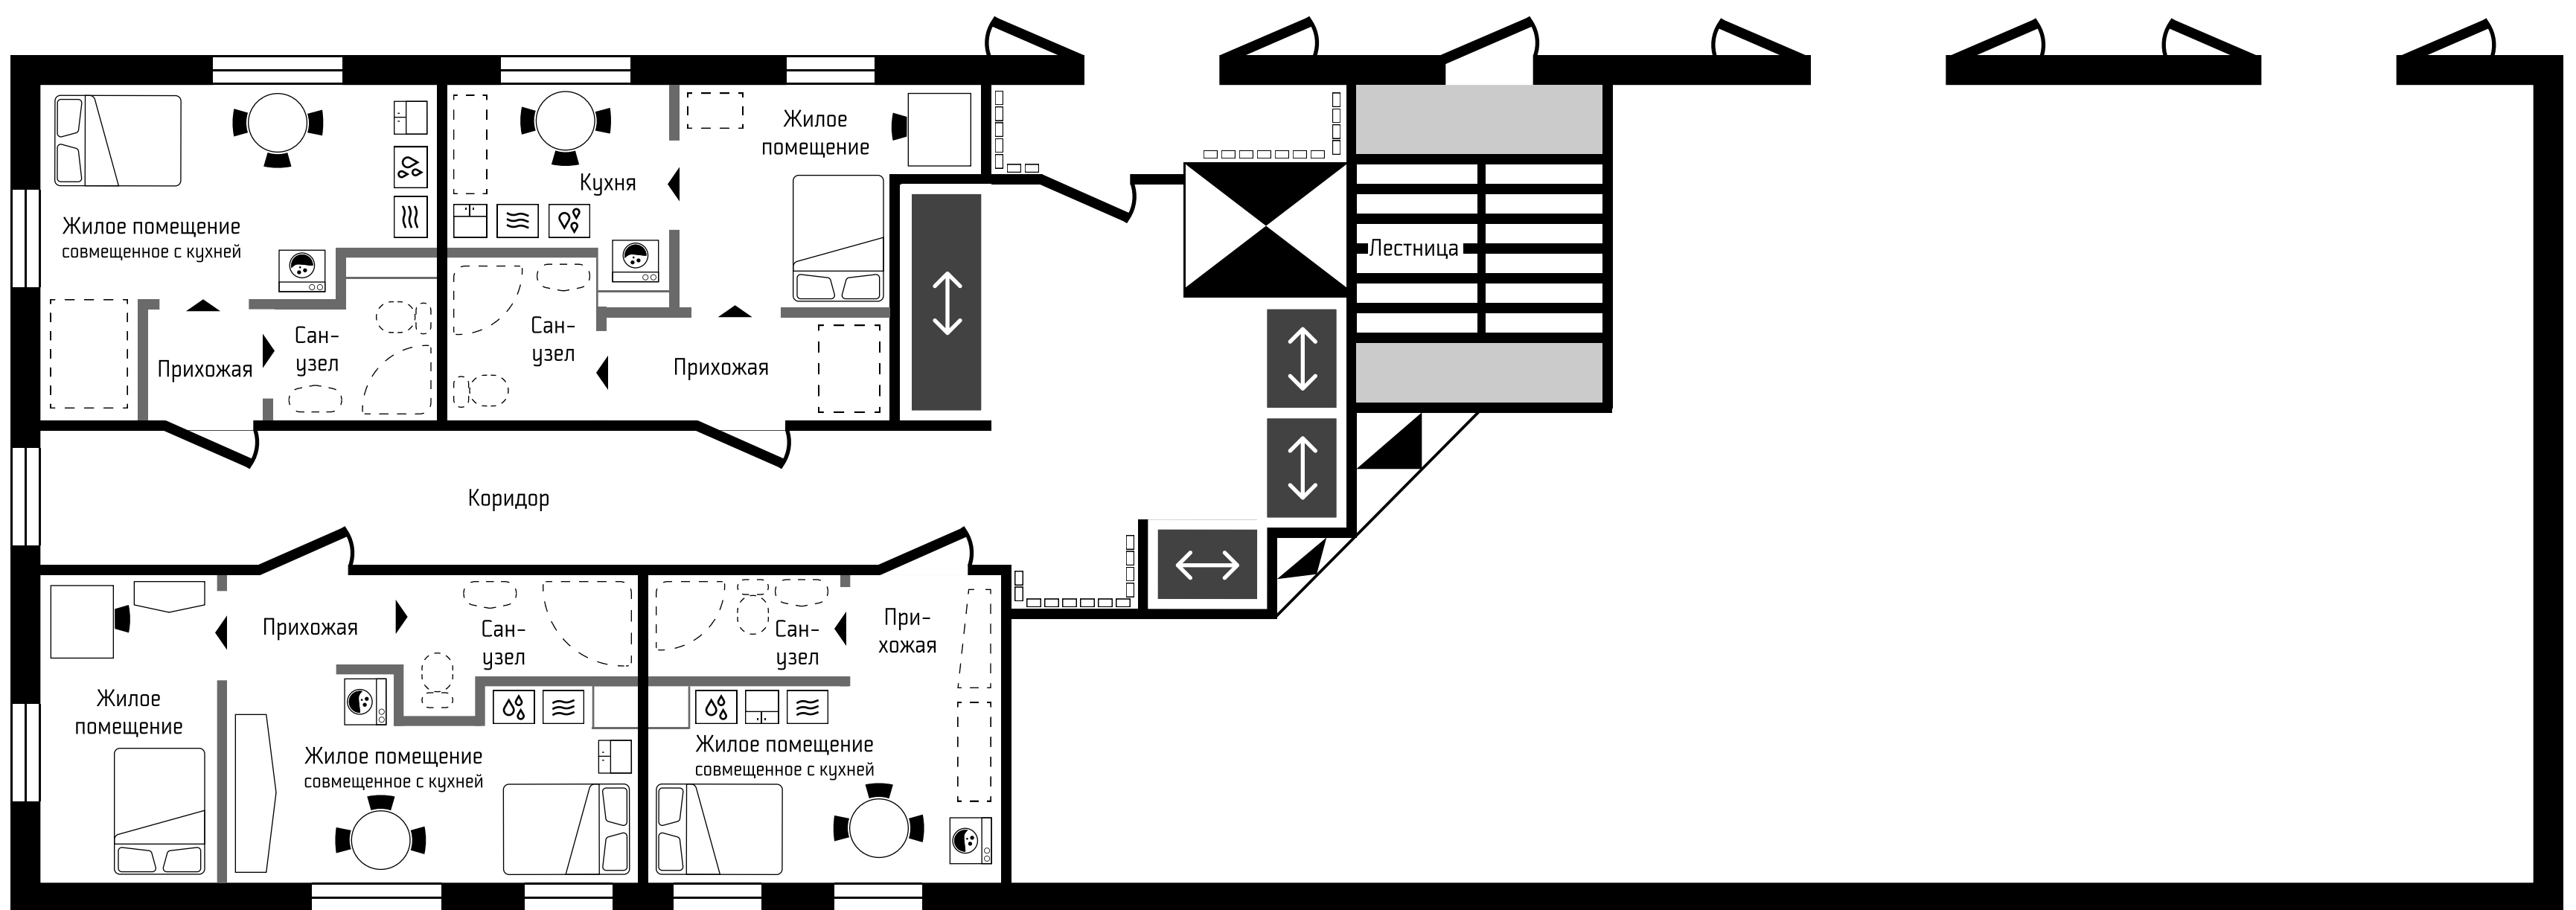 Жилое
помещение
Кухня
Жилое помещение
совмещенное с кухней
Лестница
Сан-
узел
Прихожая
Сан-
узел
Прихожая
Коридор
Прихожая
Сан-
узел
Сан-
узел
При-
хожая
Жилое
помещение
Жилое помещение
совмещенное с кухней
Жилое помещение
совмещенное с кухней